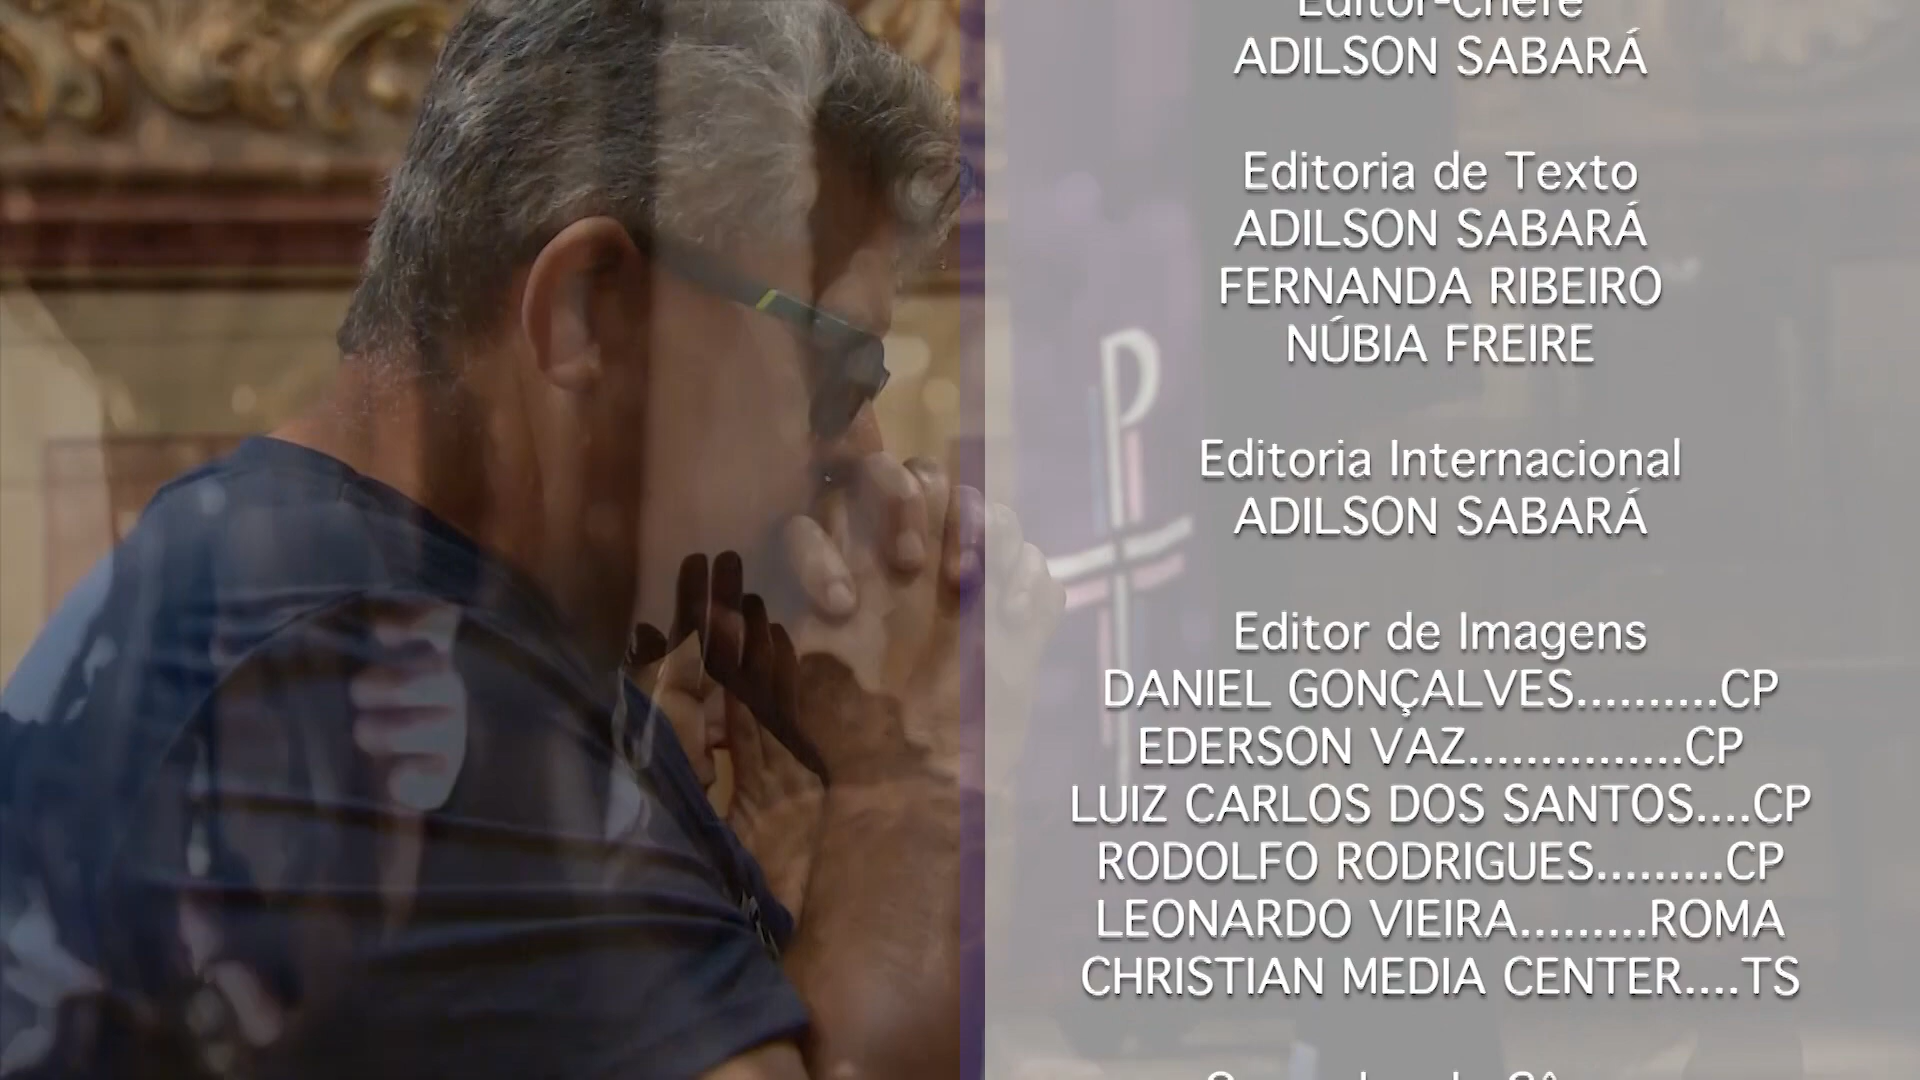 Editor-Chefe
ADILSON SABARÁ
Editoria de Texto
ADILSON SABARÁ
FERNANDA RIBEIRO
NÚBIA FREIRE
Editoria Internacional
ADILSON SABARÁ
Editor de Imagens
DANIEL GONÇALVES..........CP
EDERSON VAZ...............CP
LUIZ CARLOS DOS SANTOS....CP
RODOLFO RODRIGUES.........CP
LEONARDO VIEIRA.........ROMA
CHRISTIAN MEDIA CENTER....TS